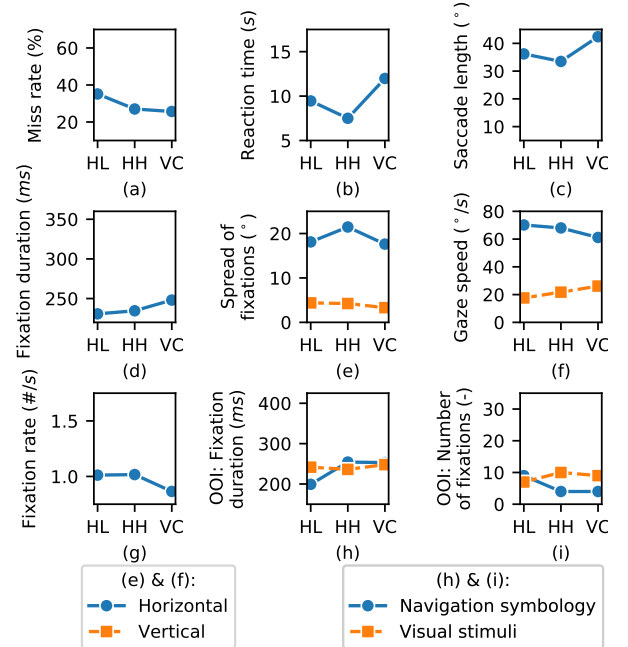 Miss rate (%)
60
40
20
HL HH VC
(a)
Reaction time (s)
15
10
5
HL HH VC
(b)
Saccade length (°)
40
30
20
10
HL HH VC
(c)
Fixation duration (ms)
350
300
250
HL HH VC
(d)
Spread of
fixations (°)
20
10
0
HL HH VC
(e)
Gaze speed (°/s)
80
60
40
20
0
HL HH VC
(f)
Fixation rate (#/s)
1.5
1.0
HL HH VC
(g)
OOI: Fixation
duration (ms)
400
300
200
HL HH VC
(h)
OOI: Number
of fixations (-)
30
20
10
0
HL HH VC
(i)
(e) & (f):
Horizontal
Vertical
(h) & (i):
Navigation symbology
Visual stimuli